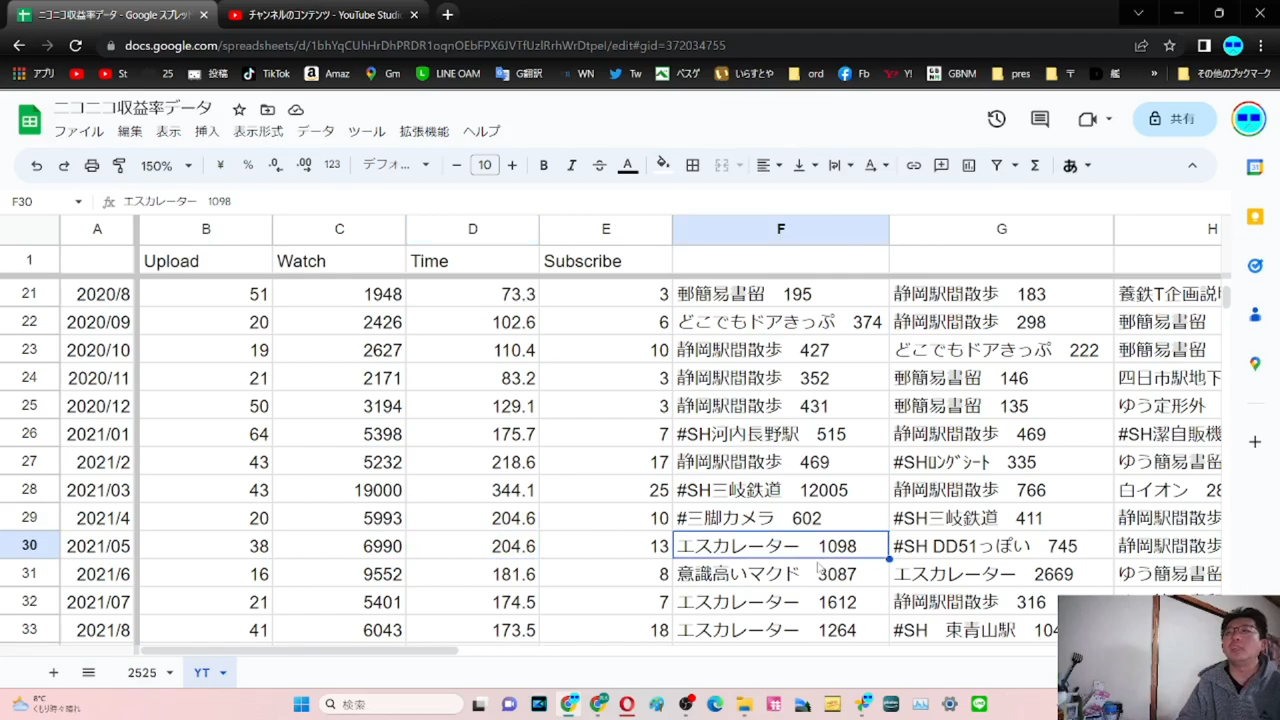 ニコニコ収益率データ - Google スプレッ
チャンネルのコンテンツ - YouTube Studi
docs.google.com/spreadsheets/d/1bhYqCUhHrDhPRDR1oqnOEbFPX6JVTfUzlRrhWrDtpeI/edit#gid=372034755
アプリ St 25 投稿 TikTok Amaz Gm LINE OAM G翻訳 WN Tw ペスゲ いらすとや ord Fb Y! GBNM pres 〒 艦 » その他のブックマーク
ニコニコ収益率データ
ファイル 編集 表示 挿入 表示形式 データ ツール 拡張機能 ヘルプ
共有
150% ¥ % .0 .00 123 デフォ... − 10 + B I A あ
F30 fx エスカレーター 1098
A B C D E F G H
1 Upload Watch Time Subscribe
21 2020/8 51 1948 73.3 3 郵簡易書留 195 静岡駅間散歩 183 養鉄T企画説
22 2020/09 20 2426 102.6 6 どこでもドアきっぷ 374 静岡駅間散歩 298 郵簡易書留
23 2020/10 19 2627 110.4 10 静岡駅間散歩 427 どこでもドアきっぷ 222 郵簡易書留
24 2020/11 21 2171 83.2 3 静岡駅間散歩 352 郵簡易書留 146 四日市駅地下
25 2020/12 50 3194 129.1 3 静岡駅間散歩 431 郵簡易書留 135 ゆう定形外
26 2021/01 64 5398 175.7 7 #SH河内長野駅 515 静岡駅間散歩 469 #SH潔自販機
27 2021/2 43 5232 218.6 17 静岡駅間散歩 469 #SHﾛﾝｸﾞｼｰﾄ 335 ゆう簡易書留
28 2021/03 43 19000 344.1 25 #SH三岐鉄道 12005 静岡駅間散歩 766 白イオン 28
29 2021/4 20 5993 204.6 10 #三脚カメラ 602 #SH三岐鉄道 411 静岡駅間散歩
30 2021/05 38 6990 204.6 13 エスカレーター 1098 #SH DD51っぽい 745 静岡駅間散歩
31 2021/6 16 9552 181.6 8 意識高いマクド 3087 エスカレーター 2669 ゆう簡易書留
32 2021/07 21 5401 174.5 7 エスカレーター 1612 静岡駅間散歩 316
33 2021/8 41 6043 173.5 18 エスカレーター 1264 #SH 東青山駅 104
2525 YT
8°C
くもり時々晴れ
検索